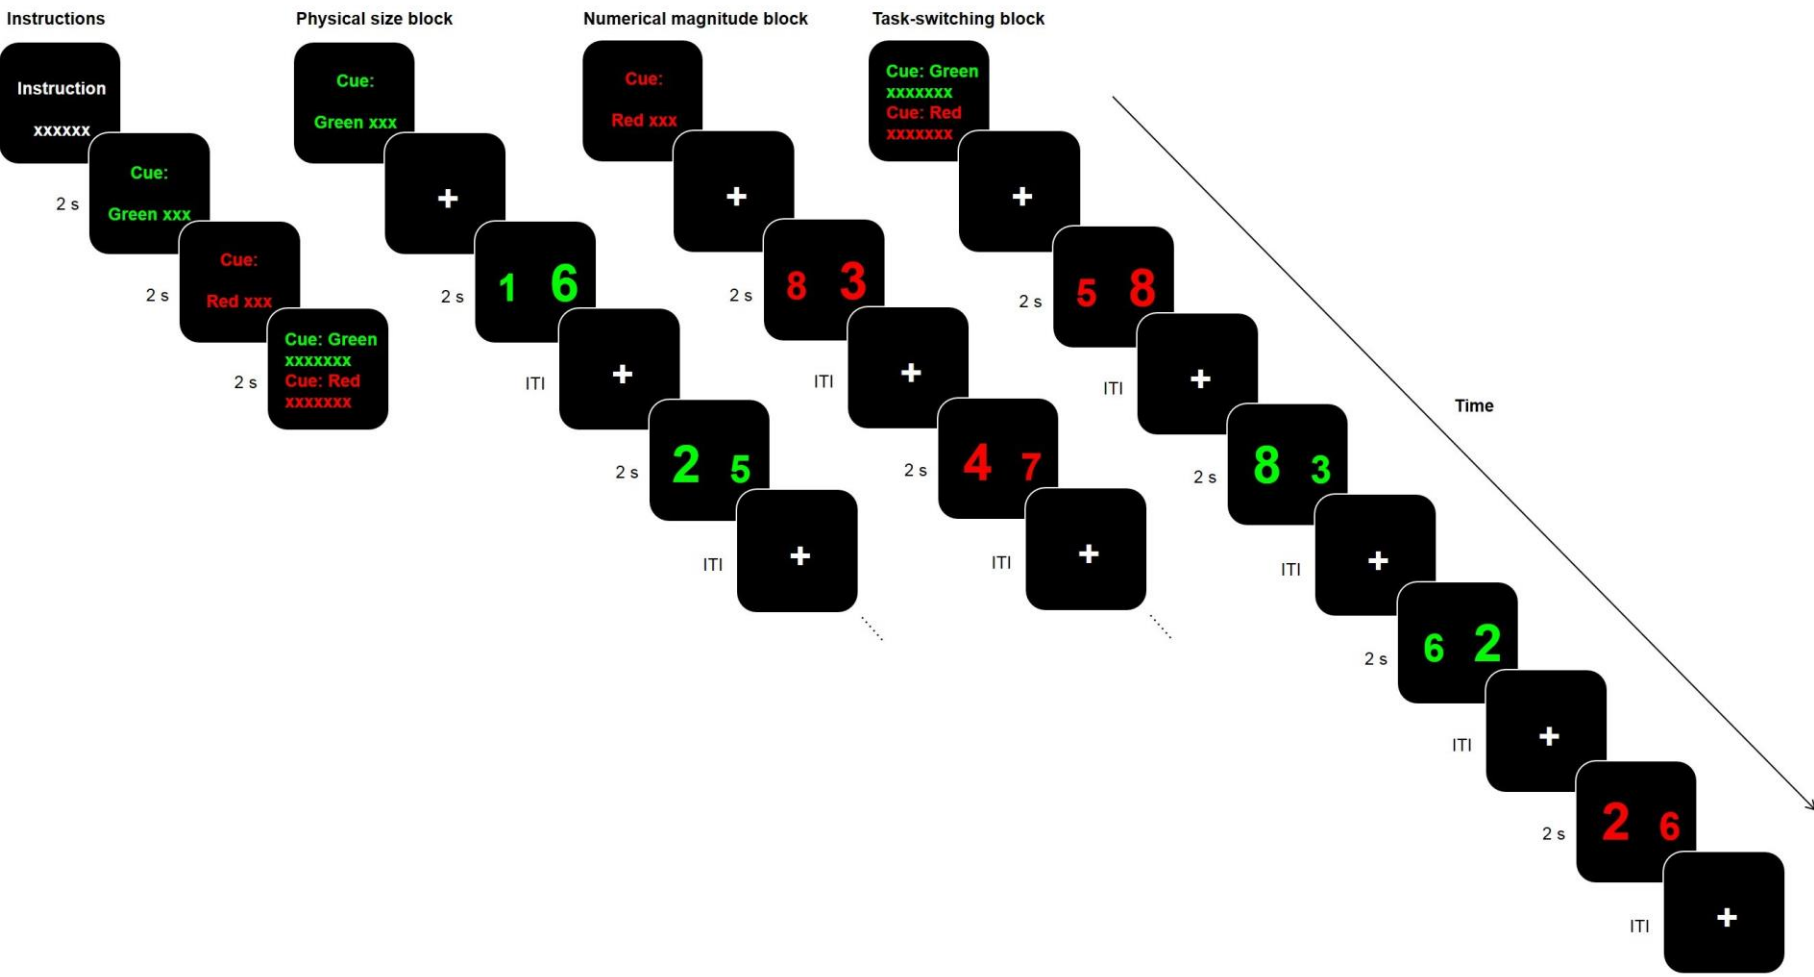 Instructions
Instruction
xxxxxx
2 s
Cue:
Green xxx
2 s
Cue:
Red xxx
2 s
Cue: Green
xxxxxxx
Cue: Red
xxxxxxx
Physical size block
Cue:
Green xxx
+
2 s
1 6
ITI
+
2 s
2 5
ITI
+
Numerical magnitude block
Cue:
Red xxx
+
2 s
8 3
ITI
+
2 s
4 7
ITI
+
Task-switching block
Cue: Green
xxxxxxx
Cue: Red
xxxxxxx
+
2 s
5 8
ITI
+
2 s
8 3
ITI
+
2 s
6 2
ITI
+
2 s
2 6
ITI
+
Time